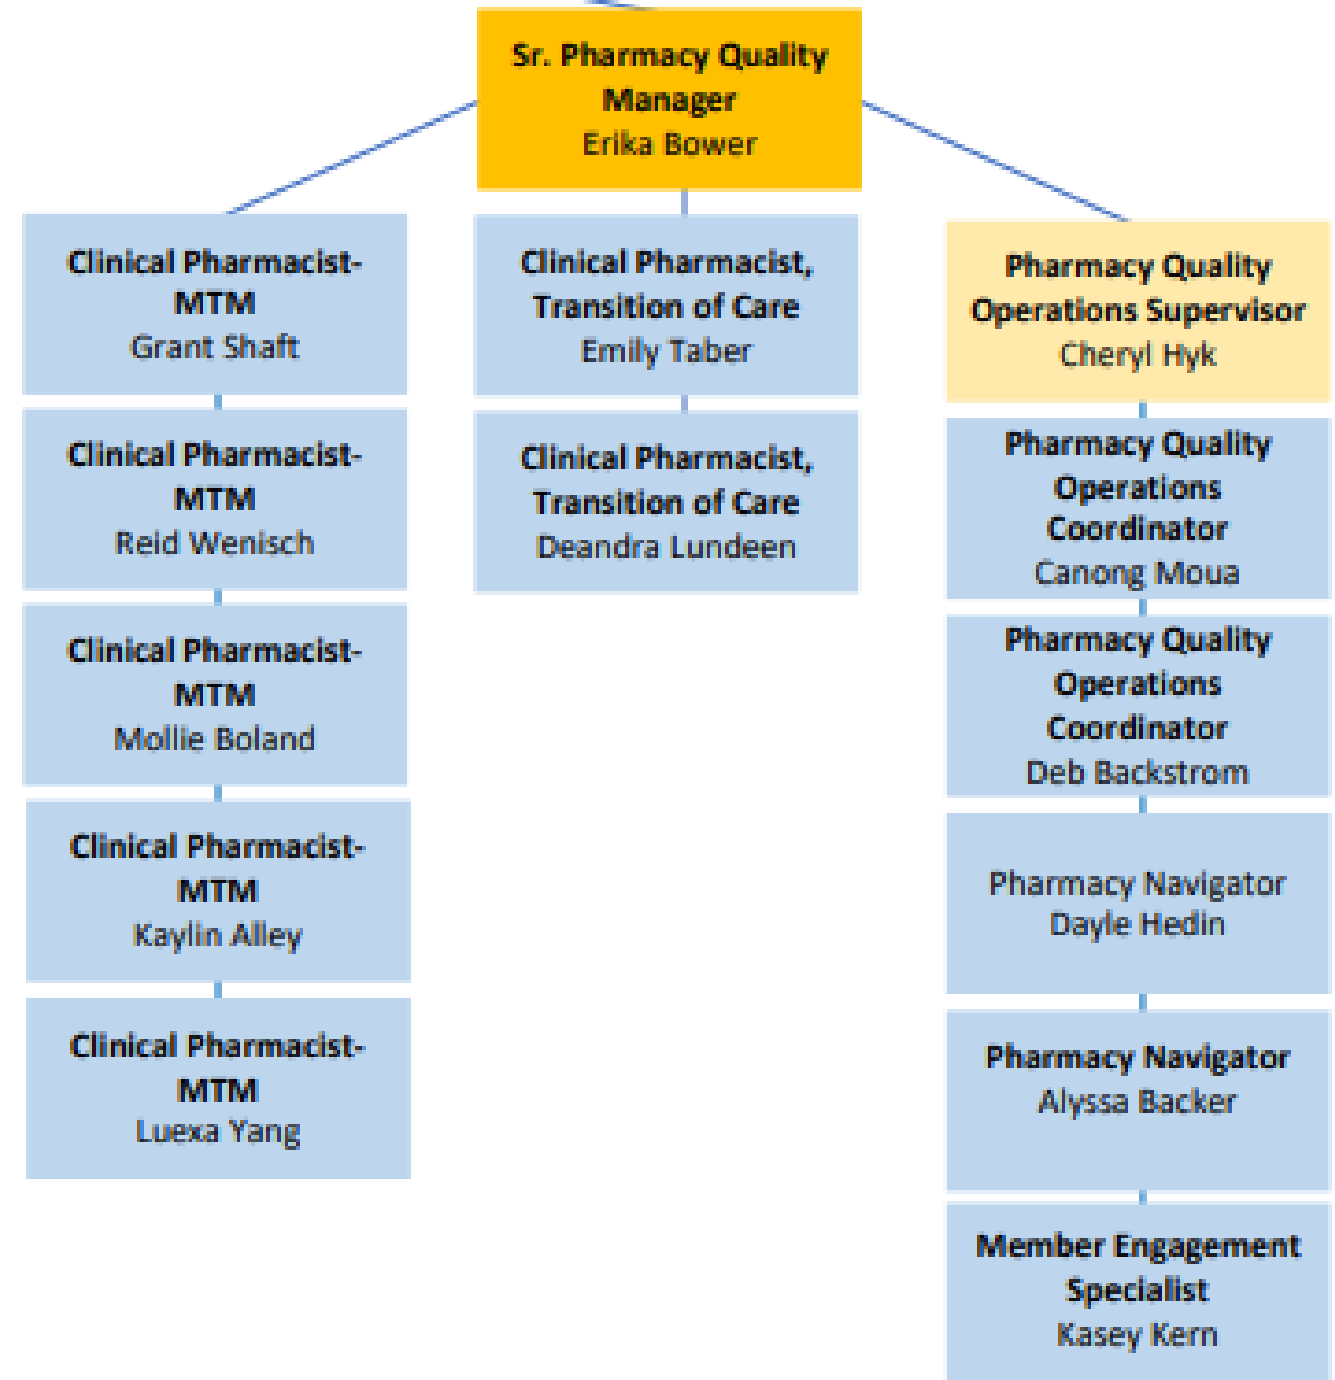 Sr. Pharmacy Quality
Manager
Erika Bower
Clinical Pharmacist-
MTM
Grant Shaft
Clinical Pharmacist-
MTM
Reid Wenisch
Clinical Pharmacist-
MTM
Mollie Boland
Clinical Pharmacist-
MTM
Kaylin Alley
Clinical Pharmacist-
MTM
Luexa Yang
Clinical Pharmacist,
Transition of Care
Emily Taber
Clinical Pharmacist,
Transition of Care
Deandra Lundeen
Pharmacy Quality
Operations Supervisor
Cheryl Hyk
Pharmacy Quality
Operations
Coordinator
Canong Moua
Pharmacy Quality
Operations
Coordinator
Deb Backstrom
Pharmacy Navigator
Dayle Hedin
Pharmacy Navigator
Alyssa Backer
Member Engagement
Specialist
Kasey Kern